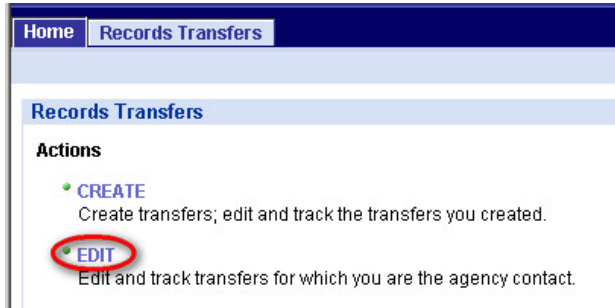 Home Records Transfers
Records Transfers
Actions
CREATE
Create transfers; edit and track the transfers you created.
EDIT
Edit and track transfers for which you are the agency contact.